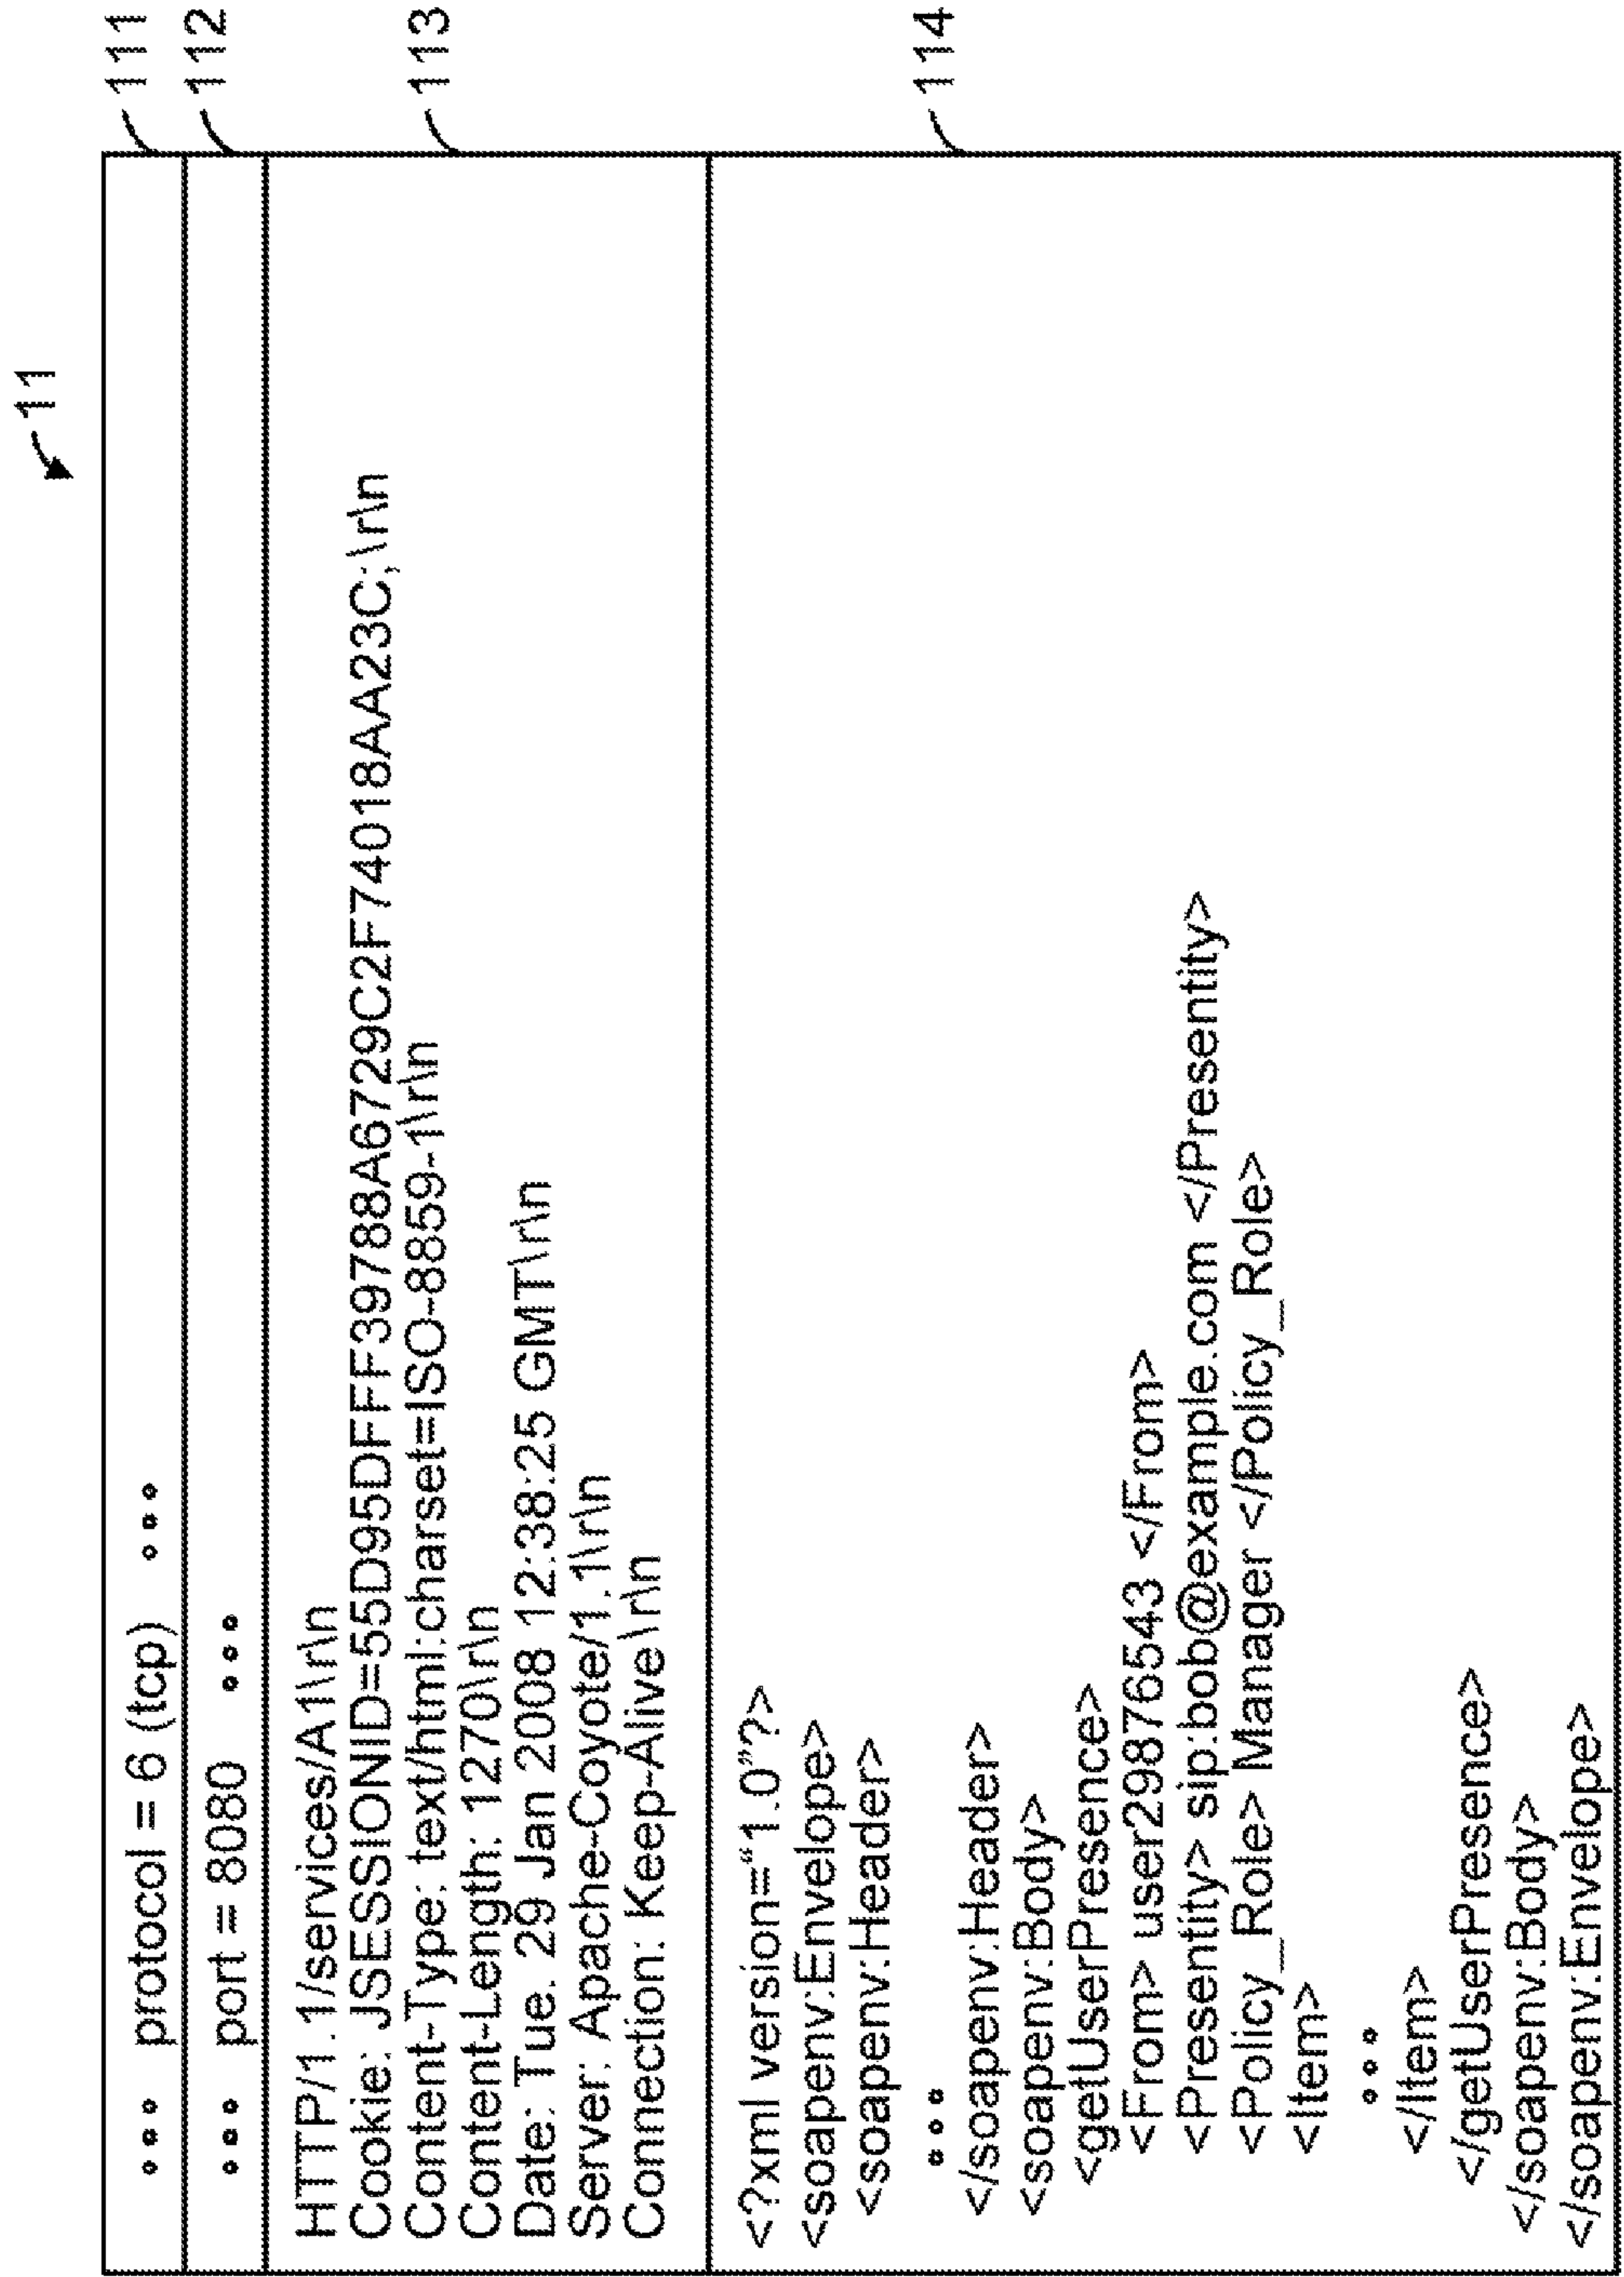 11
... protocol = 6 (tcp) ... 111
... port = 8080 ... 112
HTTP/1.1/services/A1\r\n
Cookie: JSESSIONID=55D95DFFF39788A6729C2F74018AA23C;\r\n
Content-Type: text/html:charset=ISO-8859-1\r\n 113
Content-Length: 1270\r\n
Date: Tue. 29 Jan 2008 12:38:25 GMT\r\n
Server: Apache-Coyote/1.1\r\n
Connection: Keep-Alive\r\n
<?xml version=“1.0”?>
<soapenv:Envelope>
<soapenv:Header>
... 114
</soapenv:Header>
<soapenv:Body>
<getUserPresence>
<From> user29876543 </From>
<Presentity> sip:bob@example.com </Presentity>
<Policy_Role> Manager </Policy_Role>
<Item>
...
</Item>
</getUserPresence>
</soapenv:Body>
</soapenv:Envelope>